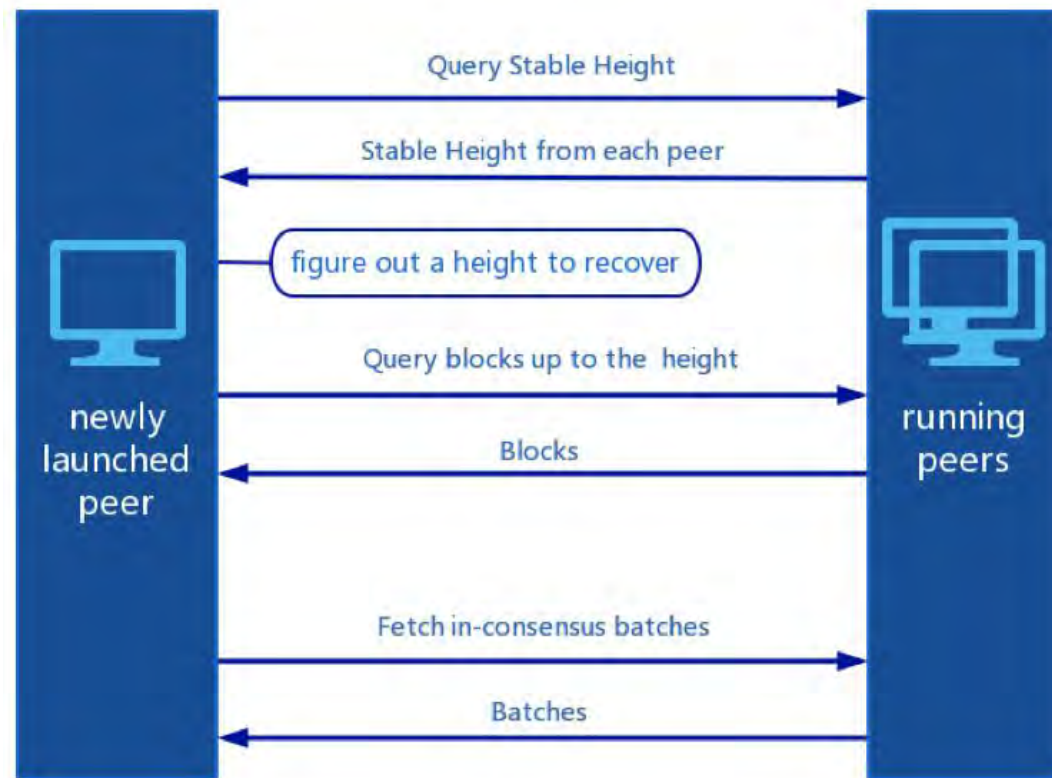 Query Stable Height
Stable Height from each peer
figure out a height to recover
Query blocks up to the height
newly
launched
peer
running
peers
Blocks
Fetch in-consensus batches
Batches